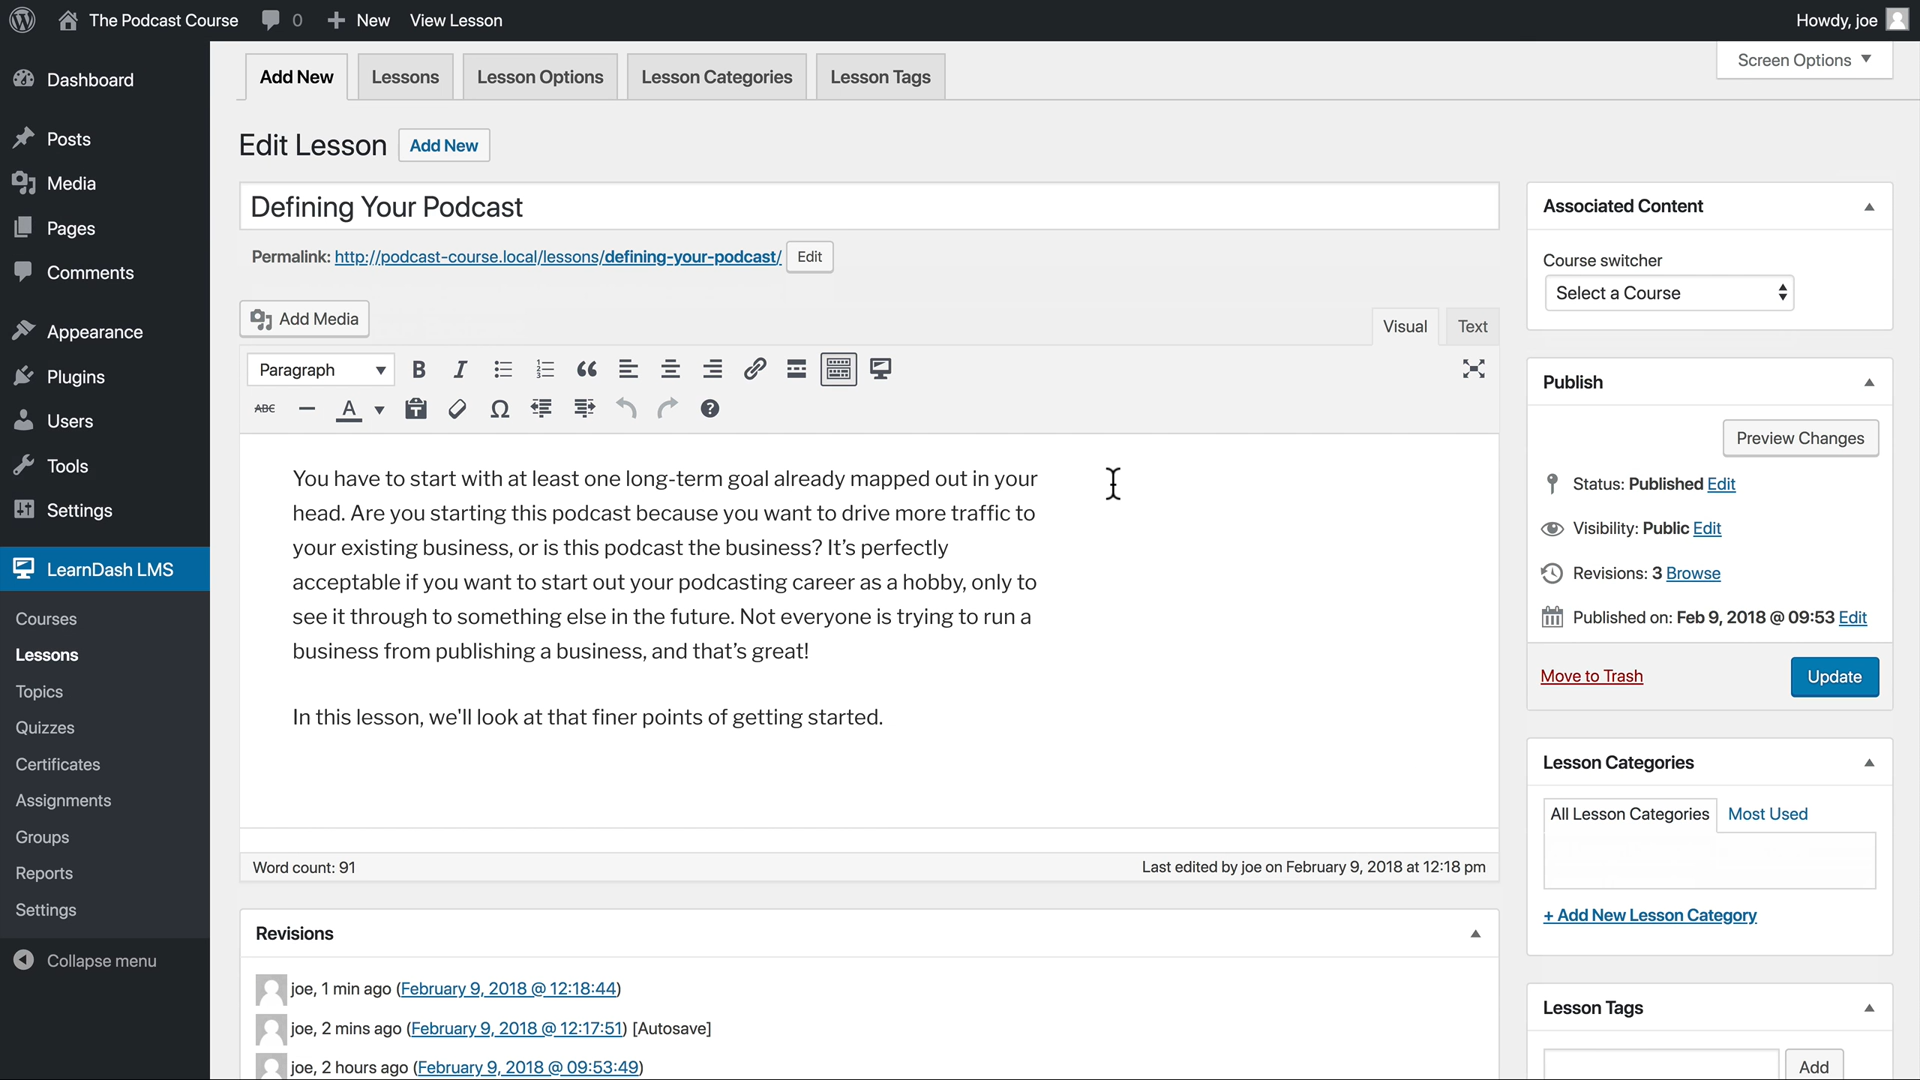 The Podcast Course 0 New View Lesson Howdy, joe
Dashboard
Posts
Media
Pages
Comments
Appearance
Plugins
Users
Tools
Settings
LearnDash LMS
Courses
Lessons
Topics
Quizzes
Certificates
Assignments
Groups
Reports
Settings
Collapse menu
Add New Lessons Lesson Options Lesson Categories Lesson Tags
Screen Options
Edit Lesson Add New
Defining Your Podcast
Permalink: http://podcast-course.local/lessons/defining-your-podcast/ Edit
Add Media
Visual Text
Paragraph B I
ABC A Ω ?
You have to start with at least one long-term goal already mapped out in your
head. Are you starting this podcast because you want to drive more traffic to
your existing business, or is this podcast the business? It’s perfectly
acceptable if you want to start out your podcasting career as a hobby, only to
see it through to something else in the future. Not everyone is trying to run a
business from publishing a business, and that’s great!
In this lesson, we'll look at that finer points of getting started.
Word count: 91
Last edited by joe on February 9, 2018 at 12:18 pm
Revisions
joe, 1 min ago (February 9, 2018 @ 12:18:44)
joe, 2 mins ago (February 9, 2018 @ 12:17:51) [Autosave]
joe, 2 hours ago (February 9, 2018 @ 09:53:49)
Associated Content
Course switcher
Select a Course
Publish
Preview Changes
Status: Published Edit
Visibility: Public Edit
Revisions: 3 Browse
Published on: Feb 9, 2018 @ 09:53 Edit
Move to Trash Update
Lesson Categories
All Lesson Categories Most Used
+ Add New Lesson Category
Lesson Tags
Add